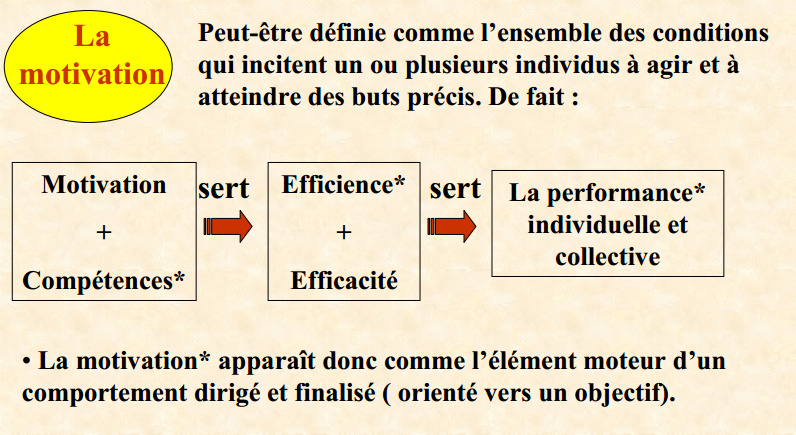 La
motivation
Peut-être définie comme l’ensemble des conditions
qui incitent un ou plusieurs individus à agir et à
atteindre des buts précis. De fait :
Motivation
+
Compétences*
sert
Efficience*
+
Efficacité
sert
La performance*
individuelle et
collective
• La motivation* apparaît donc comme l’élément moteur d’un
comportement dirigé et finalisé ( orienté vers un objectif).